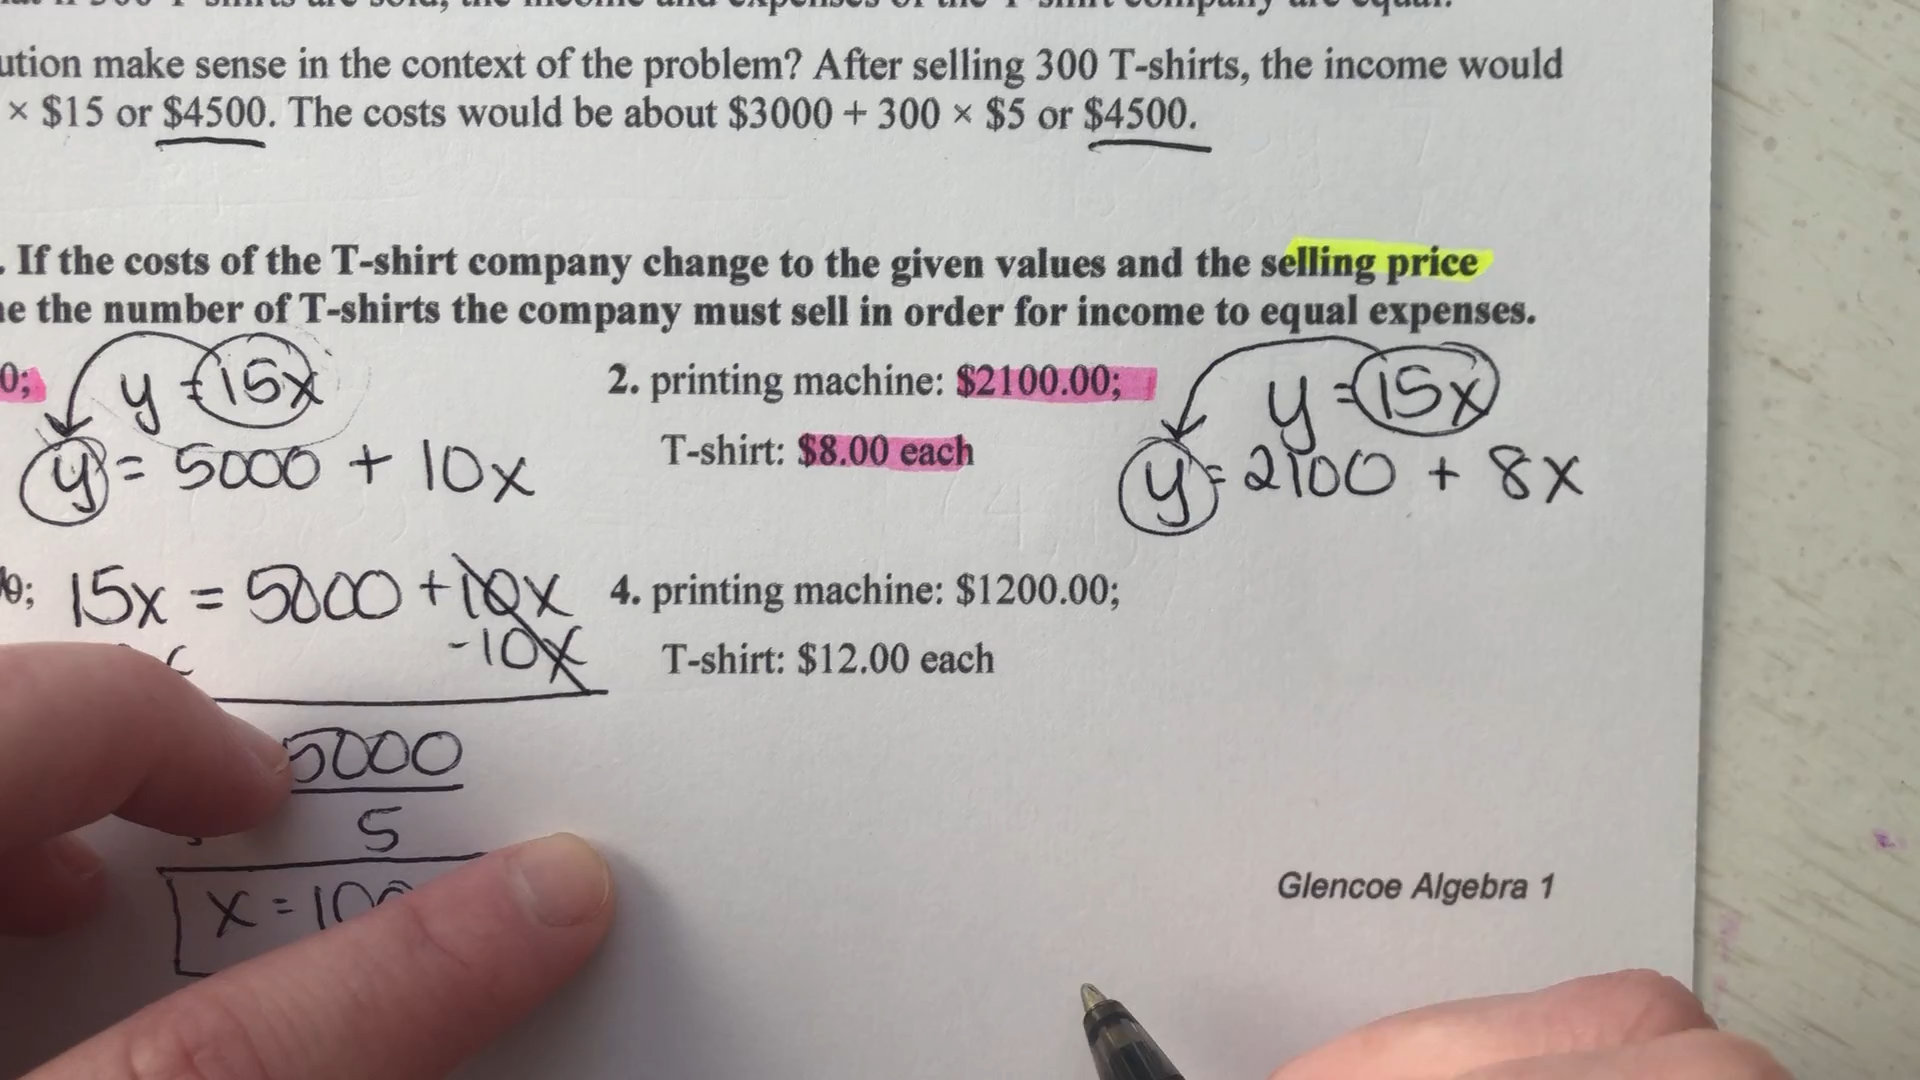 ution make sense in the context of the problem? After selling 300 T-shirts, the income would
× $15 or $4500. The costs would be about $3000 + 300 × $5 or $4500.
. If the costs of the T-shirt company change to the given values and the selling price
e the number of T-shirts the company must sell in order for income to equal expenses.
0; y = 15x
y = 5000 + 10x
2. printing machine: $2100.00;
T-shirt: $8.00 each
y = 15x
y = 2100 + 8x
0; 15x = 5000 + 10x
-10x
5000
5
x = 100
4. printing machine: $1200.00;
T-shirt: $12.00 each
Glencoe Algebra 1